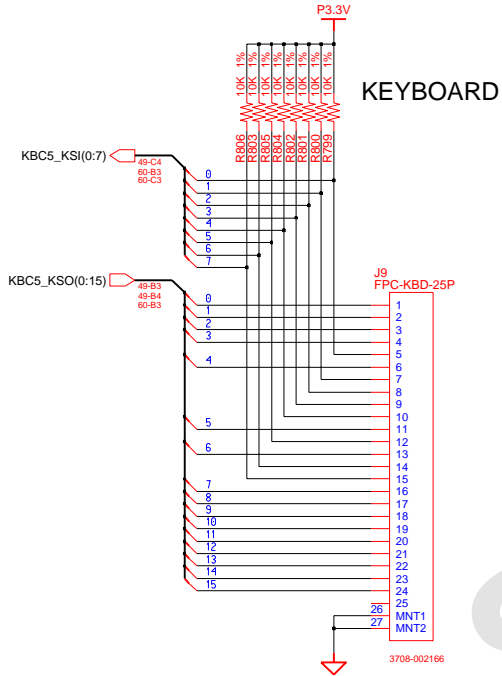 P3.3V
KEYBOARD
10K 1%
10K 1%
10K 1%
10K 1%
10K 1%
10K 1%
10K 1%
10K 1%
R806
R803
R805
R804
R802
R801
R800
R799
KBC5_KSI(0:7)
49-C4
60-B3
60-C3
0
1
2
3
4
5
6
7
KBC5_KSO(0:15)
49-B3
49-B4
60-B3
0
1
2
3
4
5
6
7
8
9
10
11
12
13
14
15
J9
FPC-KBD-25P
1
2
3
4
5
6
7
8
9
10
11
12
13
14
15
16
17
18
19
20
21
22
23
24
25
26 MNT1
27 MNT2
3708-002166